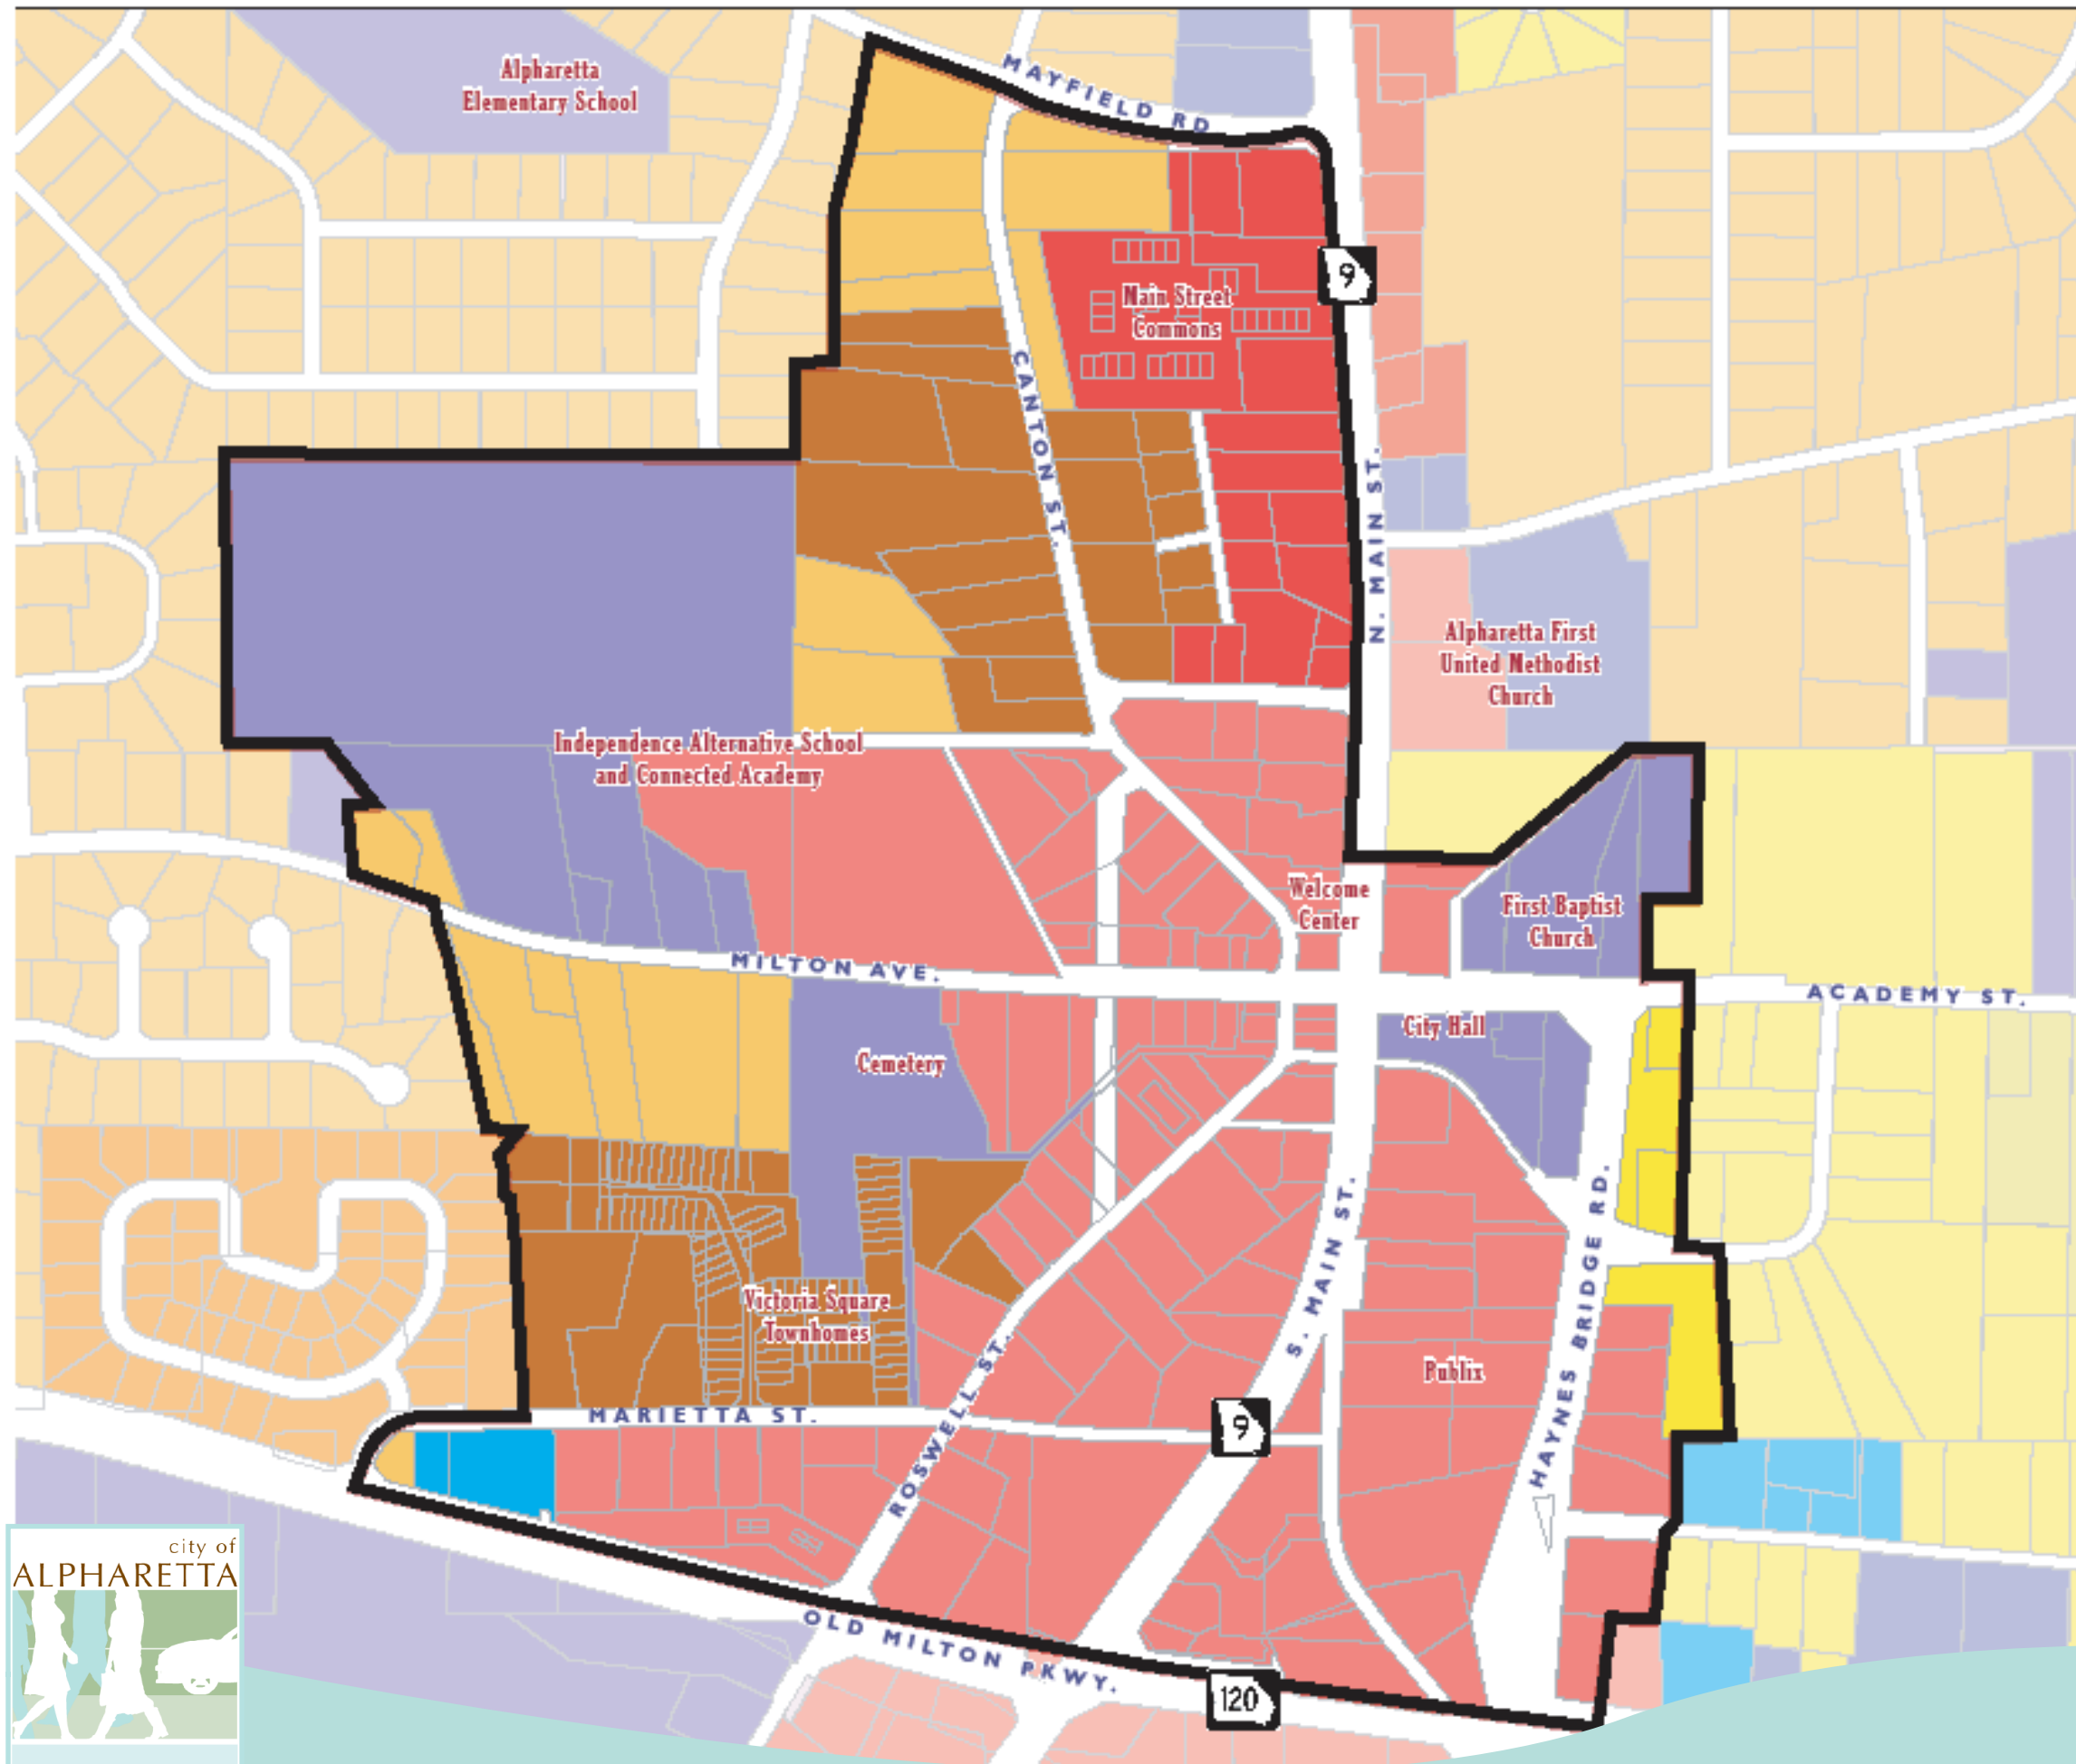 Alpharetta
Elementary School
MAYFIELD RD
9
Main Street
Commons
CANTON ST.
N. MAIN ST.
Alpharetta First
United Methodist
Church
Independence Alternative School
and Connected Academy
Welcome
Center
First Baptist
Church
MILTON AVE.
ACADEMY ST.
City Hall
Cemetery
Victoria Square
Townhomes
S. MAIN ST.
HAYNES BRIDGE RD.
Publix
MARIETTA ST.
ROSWELL ST.
9
OLD MILTON PKWY.
120
city of
ALPHARETTA